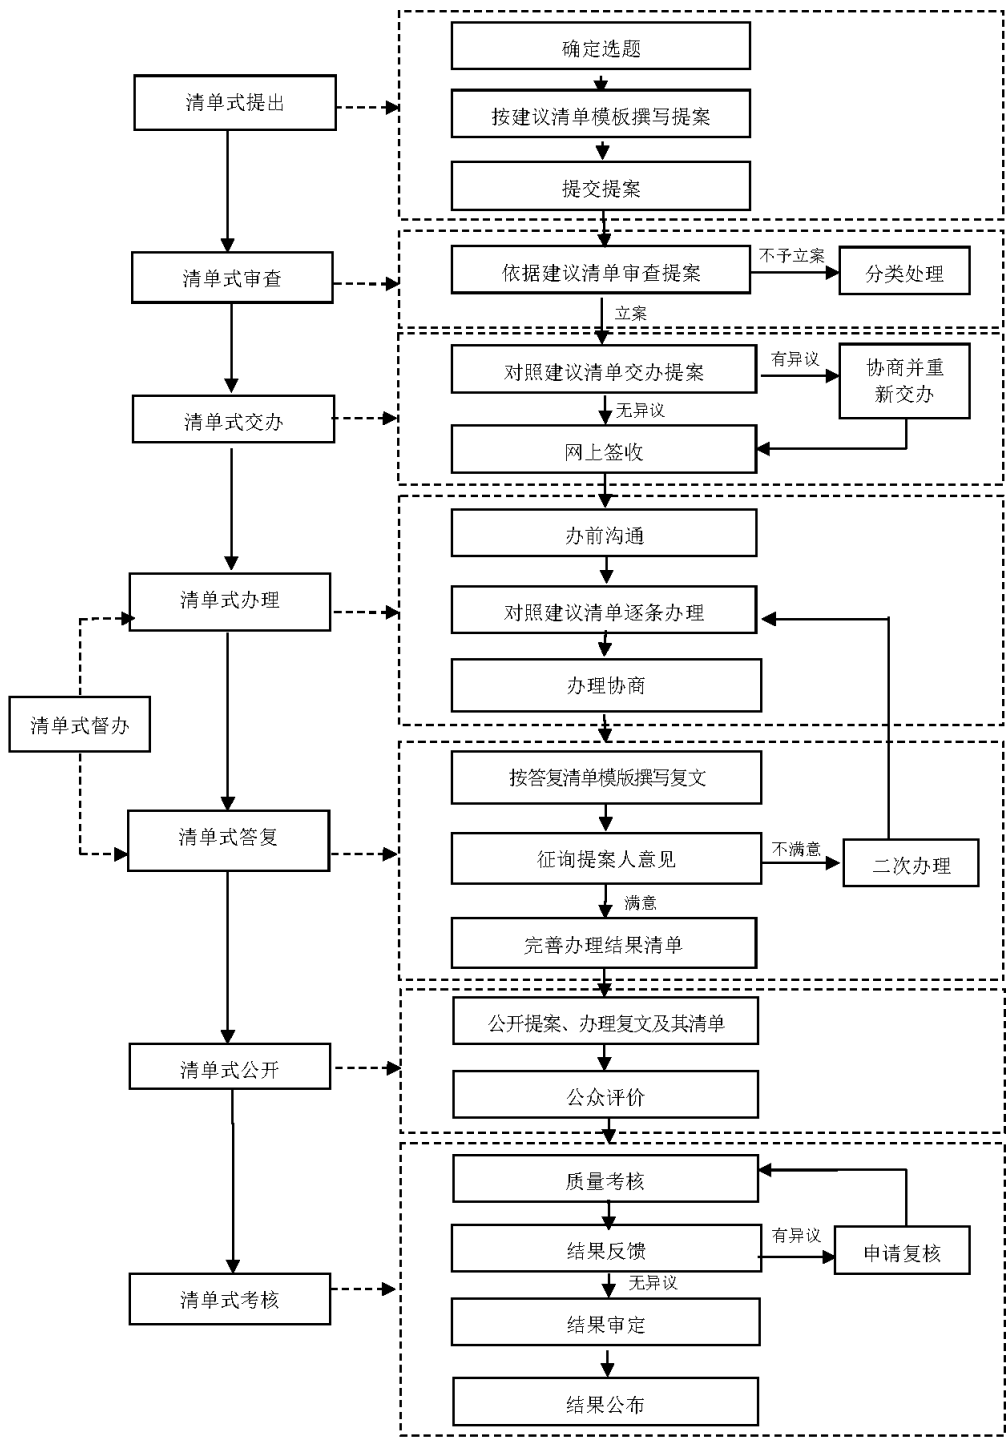 确定选题
清单式提出
按建议清单模板撰写提案
提交提案
不予立案
依据建议清单审查提案
分类处理
清单式审查
立案
对照建议清单交办提案
有异议
协商并重
新交办
无异议
清单式交办
网上签收
办前沟通
清单式办理
对照建议清单逐条办理
办理协商
清单式督办
按答复清单模版撰写复文
清单式答复
征询提案人意见
不满意
二次办理
满意
完善办理结果清单
公开提案、办理复文及其清单
清单式公开
公众评价
质量考核
有异议
结果反馈
申请复核
无异议
清单式考核
结果审定
结果公布